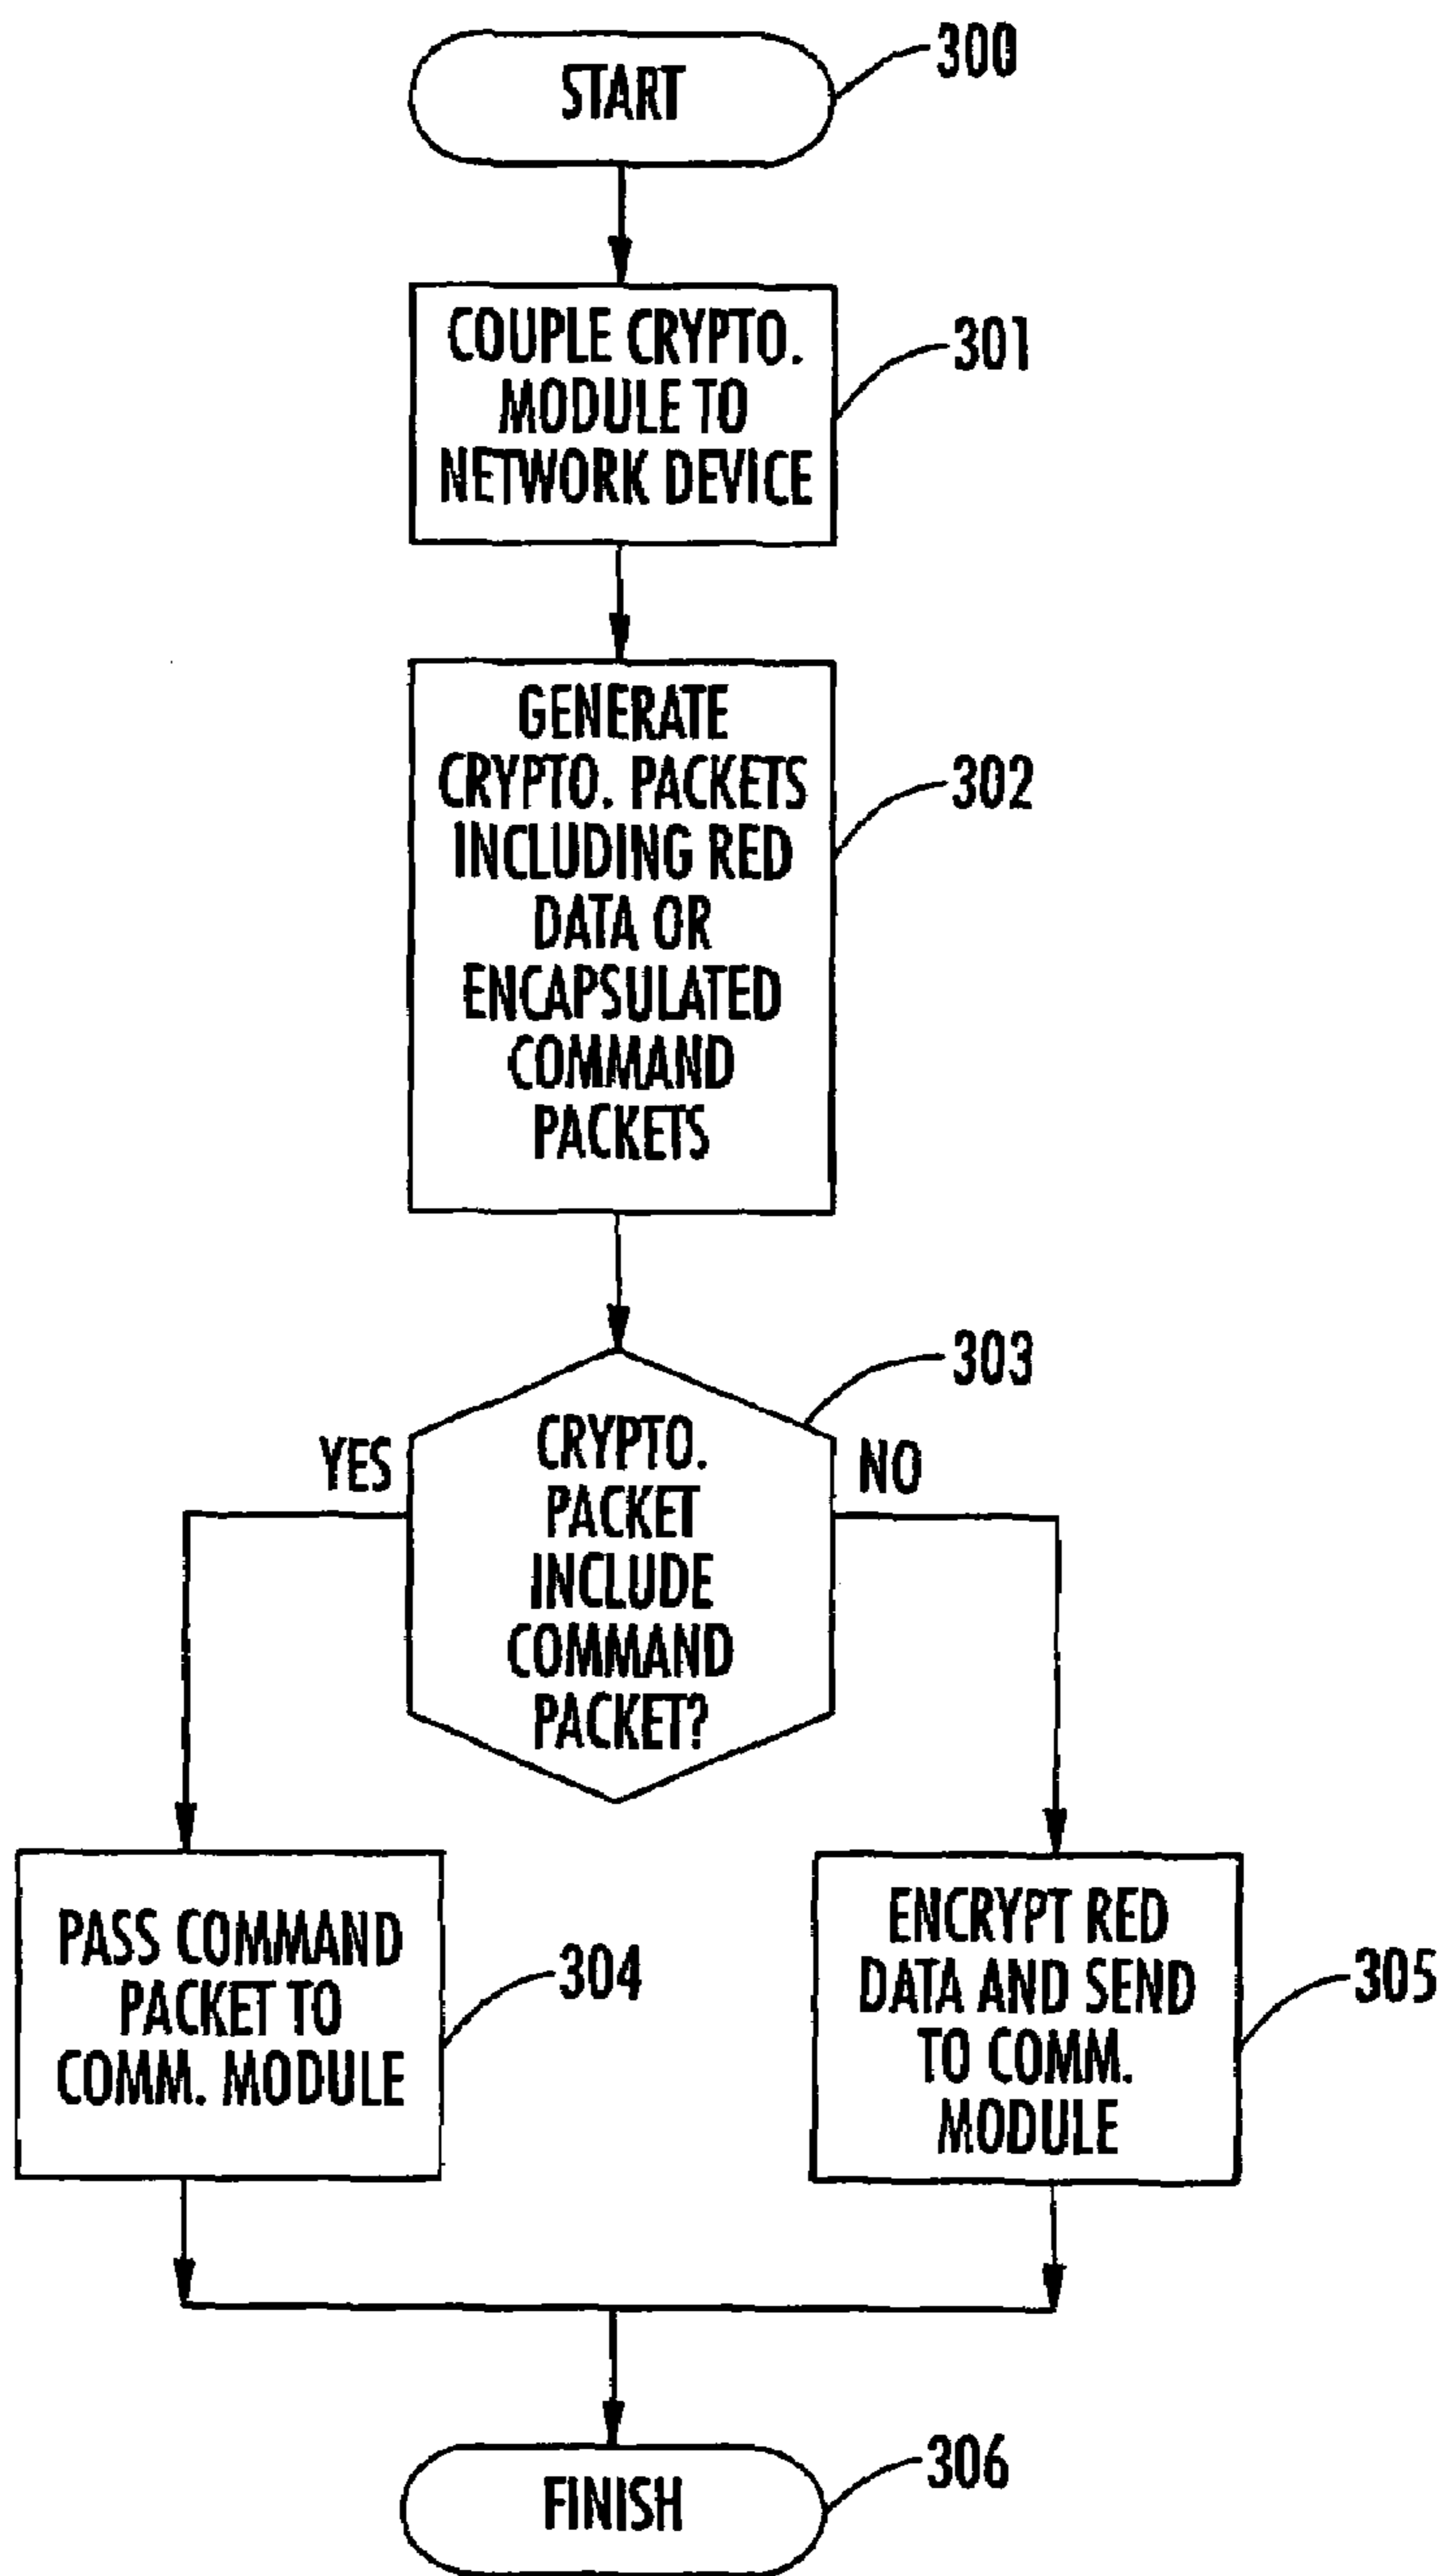 START
300
COUPLE CRYPTO.
MODULE TO
NETWORK DEVICE
301
GENERATE
CRYPTO. PACKETS
INCLUDING RED
DATA OR
ENCAPSULATED
COMMAND
PACKETS
302
303
YES
NO
CRYPTO.
PACKET
INCLUDE
COMMAND
PACKET?
PASS COMMAND
PACKET TO
COMM. MODULE
304
ENCRYPT RED
DATA AND SEND
TO COMM.
MODULE
305
FINISH
306